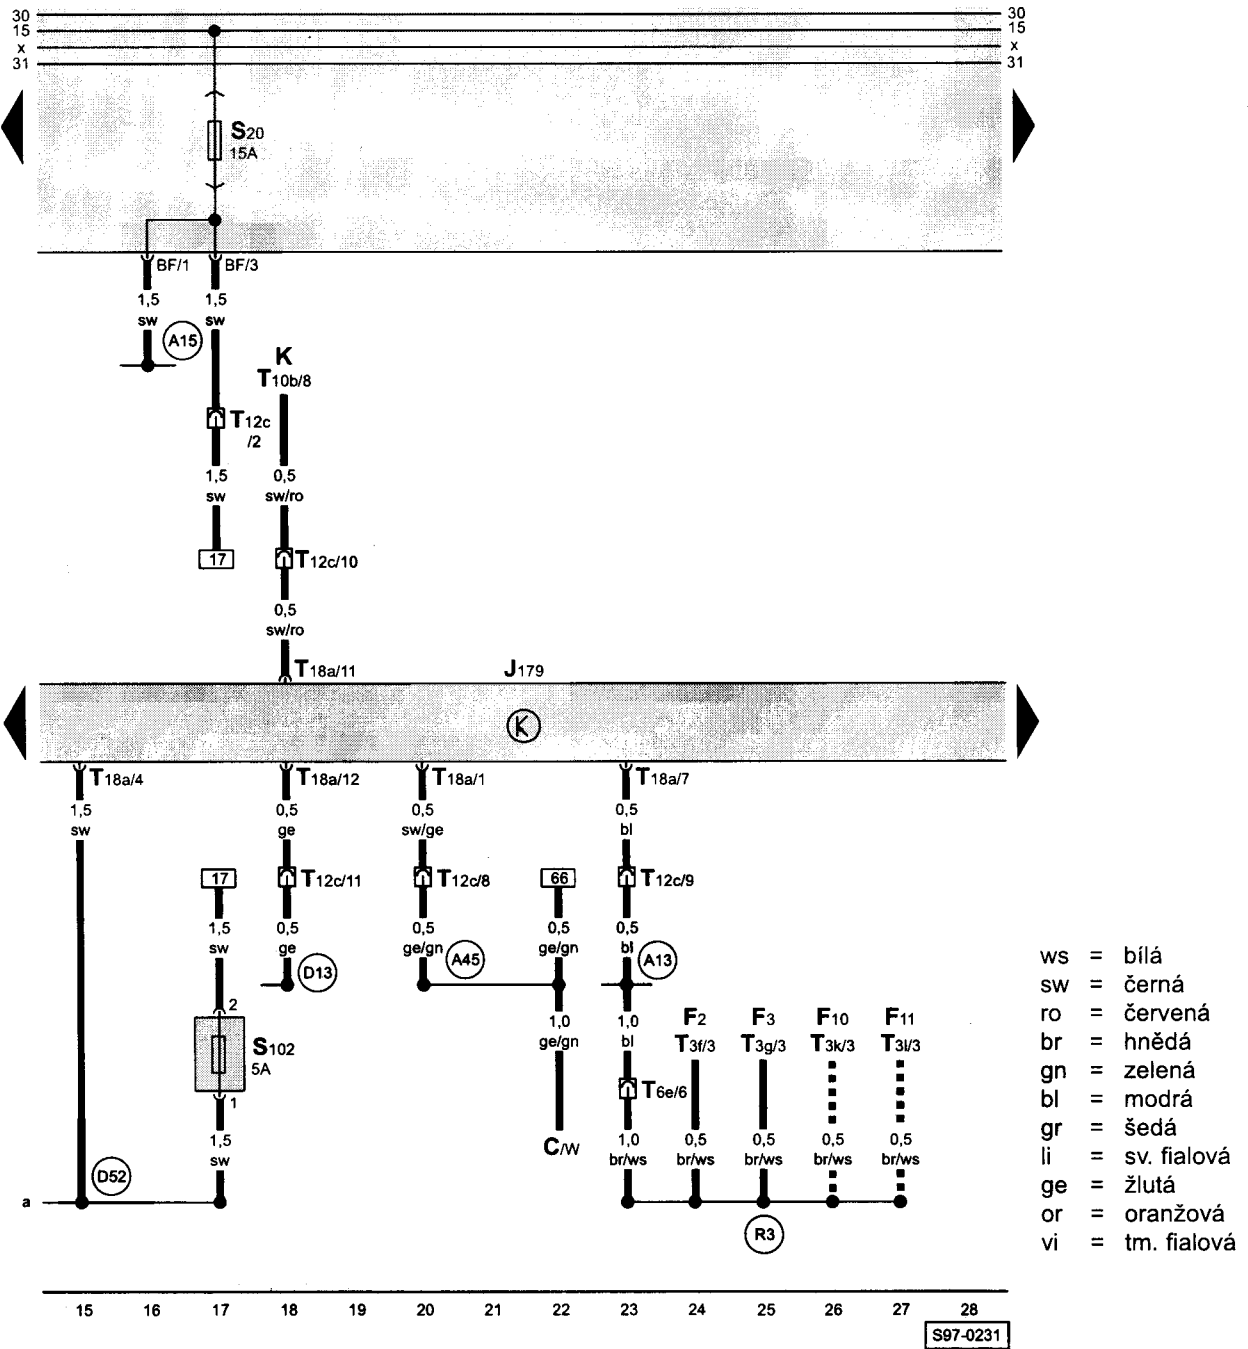 30 30
15 15
x x
31 31
S20
15A
BF/1 BF/3
1,5 1,5
sw sw
A15
K
T10b/8
T12c
/2
1,5 0,5
sw sw/ro
17 T12c/10
0,5
sw/ro
T18a/11 J179
K
T18a/4 T18a/12 T18a/1 T18a/7
1,5 0,5 0,5 0,5
sw ge sw/ge bl
17 T12c/11 T12c/8 66 T12c/9
1,5 0,5 0,5 0,5 0,5
sw ge ge/gn ge/gn bl
D13 A45 A13
2 1,0 1,0 F2 F3 F10 F11
ge/gn bl T3f/3 T3g/3 T3k/3 T3l/3
S102
5A
T6e/6
1
1,5 C/W 1,0 0,5 0,5 0,5 0,5
sw br/ws br/ws br/ws br/ws br/ws
D52
a
R3
ws = bílá
sw = černá
ro = červená
br = hnědá
gn = zelená
bl = modrá
gr = šedá
li = sv. fialová
ge = žlutá
or = oranžová
vi = tm. fialová
15 16 17 18 19 20 21 22 23 24 25 26 27 28
S97-0231